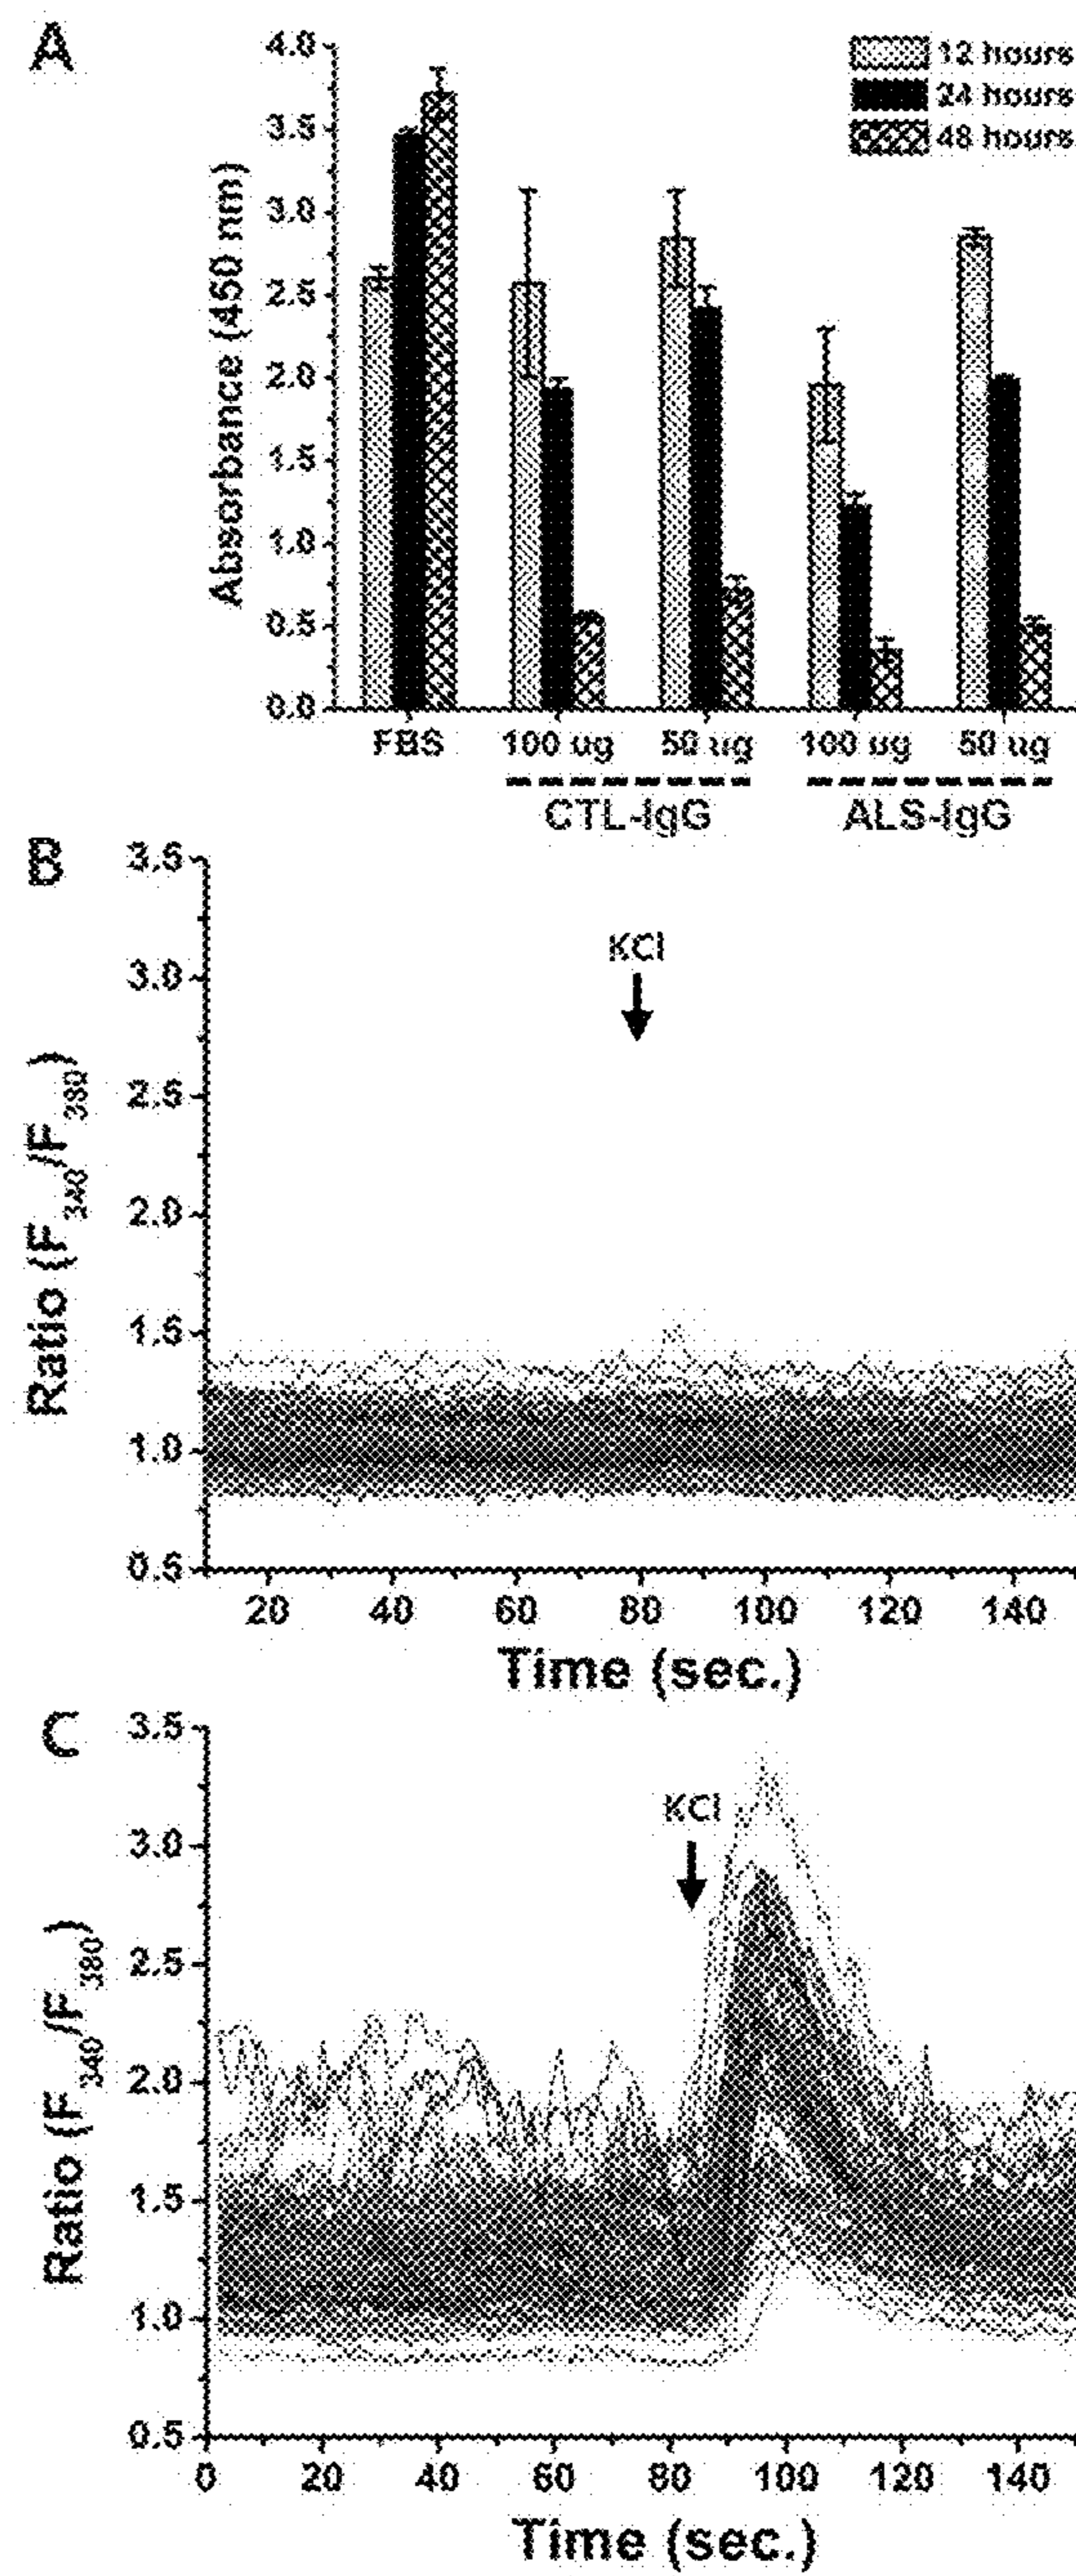 A
4.0
3.5
3.0
2.5
2.0
1.5
1.0
0.5
0.0
Absorbance (450 nm)
12 hours
24 hours
48 hours
FBS 100 ug 50 ug 100 ug 50 ug
CTL-IgG ALS-IgG
B
3.5
3.0
2.5
2.0
1.5
1.0
0.5
Ratio (F340/F380)
KCl
20 40 60 80 100 120 140
Time (sec.)
C
3.5
3.0
2.5
2.0
1.5
1.0
0.5
Ratio (F340/F380)
KCl
0 20 40 60 80 100 120 140
Time (sec.)